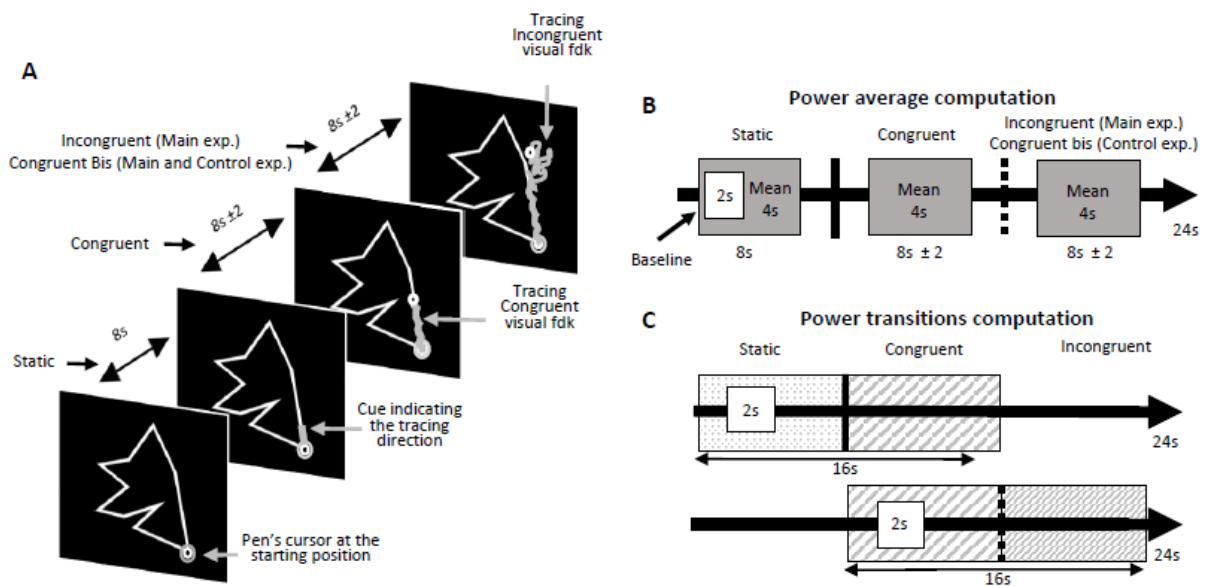 A
Tracing
Incongruent
visual fdk
8s ±2
Incongruent (Main exp.)
Congruent Bis (Main and Control exp.)
8s ±2
Congruent
Tracing
Congruent
visual fdk
8s
Static
Cue indicating
the tracing
direction
Pen's cursor at the
starting position
B
Power average computation
Static
Congruent
Incongruent (Main exp.)
Congruent bis (Control exp.)
2s
Mean
4s
Mean
4s
Mean
4s
24s
Baseline
8s
8s ± 2
8s ± 2
C
Power transitions computation
Static
Congruent
Incongruent
2s
24s
16s
2s
24s
16s